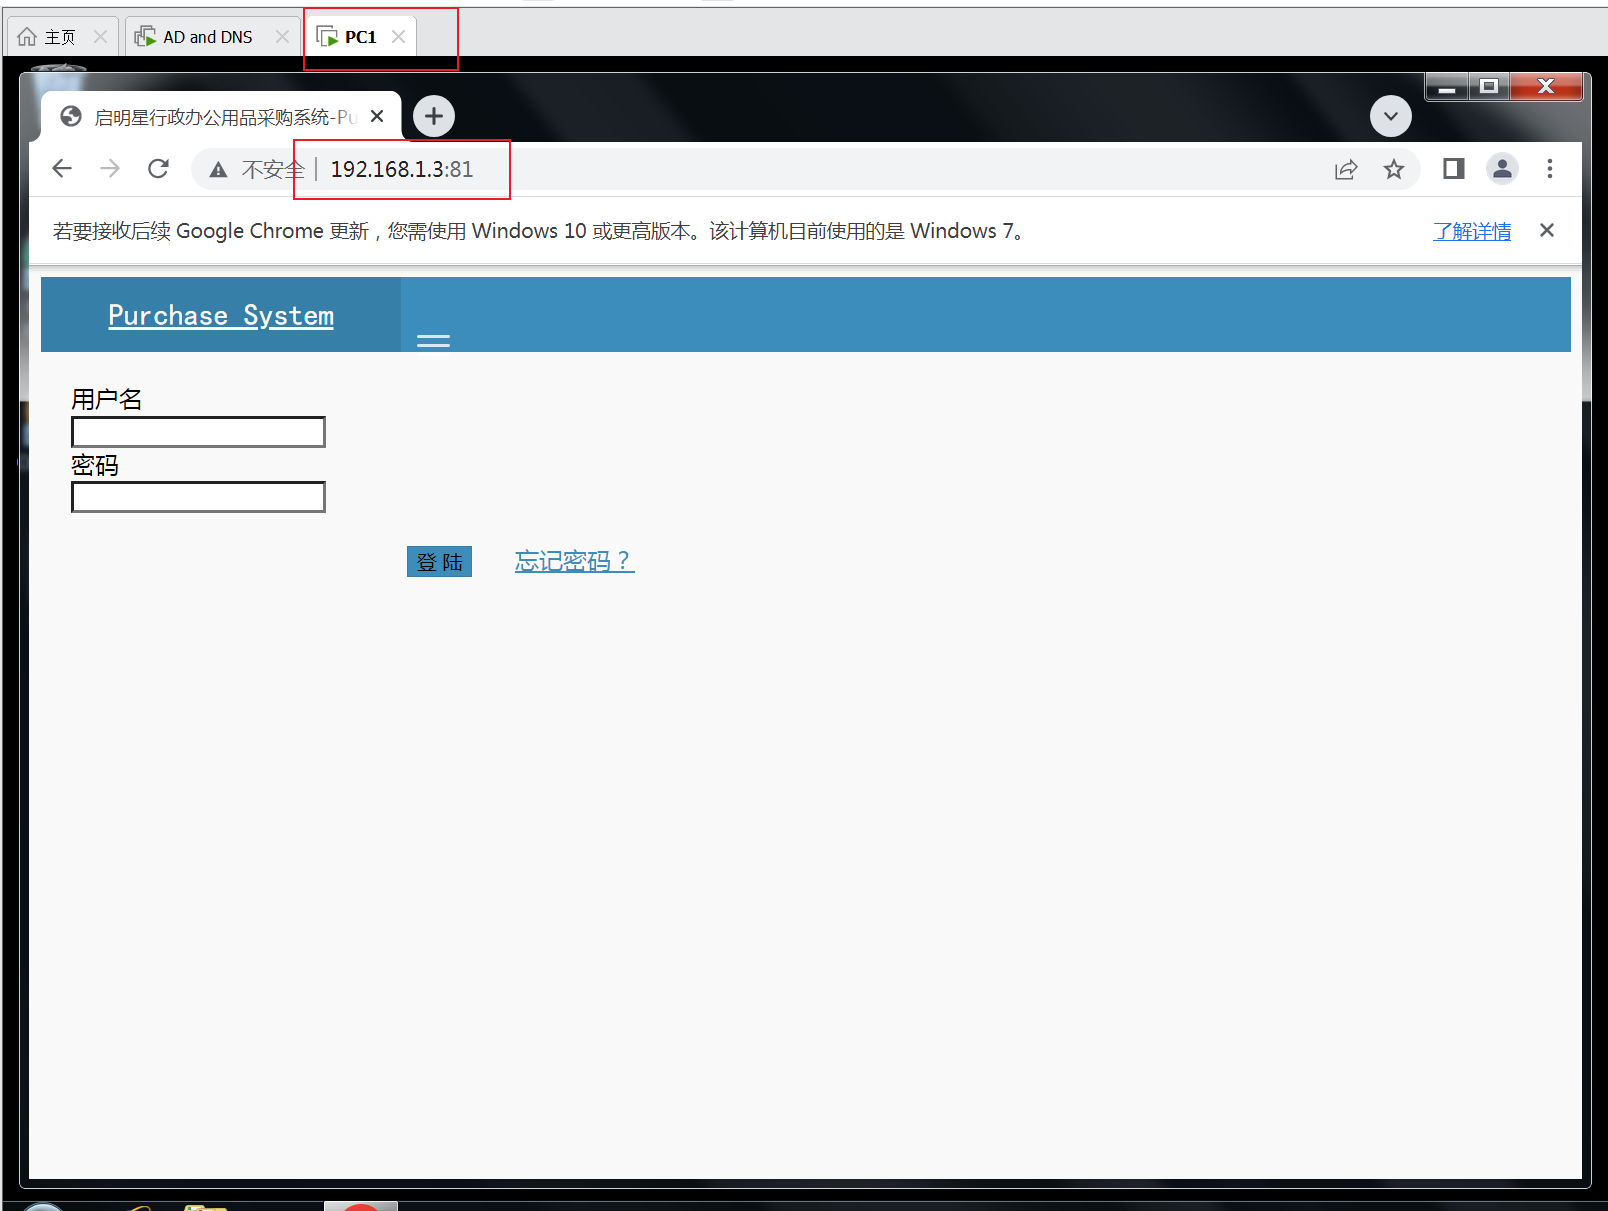 主页
AD and DNS
PC1
启明星行政办公用品采购系统-Pu
不安全
192.168.1.3:81
若要接收后续 Google Chrome 更新，您需使用 Windows 10 或更高版本。该计算机目前使用的是 Windows 7。
了解详情
Purchase System
用户名
密码
登 陆
忘记密码？